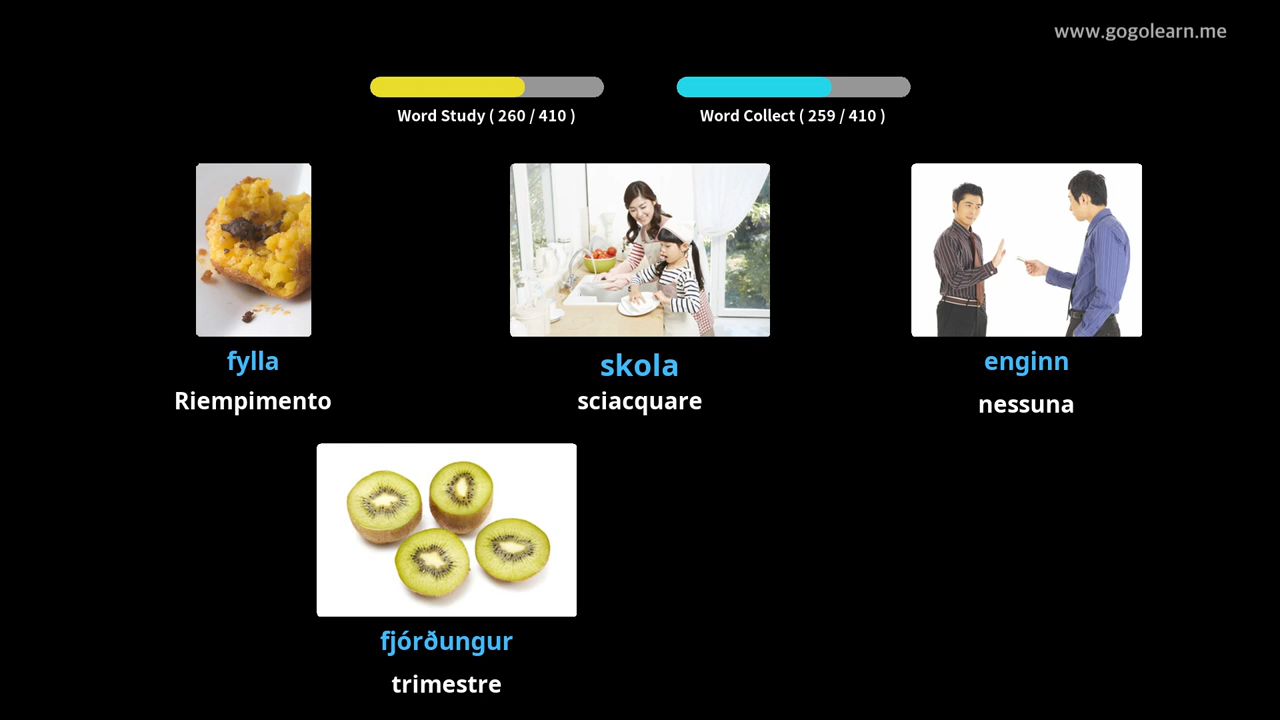 www.gogolearn.me
Word Study ( 260 / 410 )
Word Collect ( 259 / 410 )
fylla
Riempimento
skola
sciacquare
enginn
nessuna
fjórðungur
trimestre